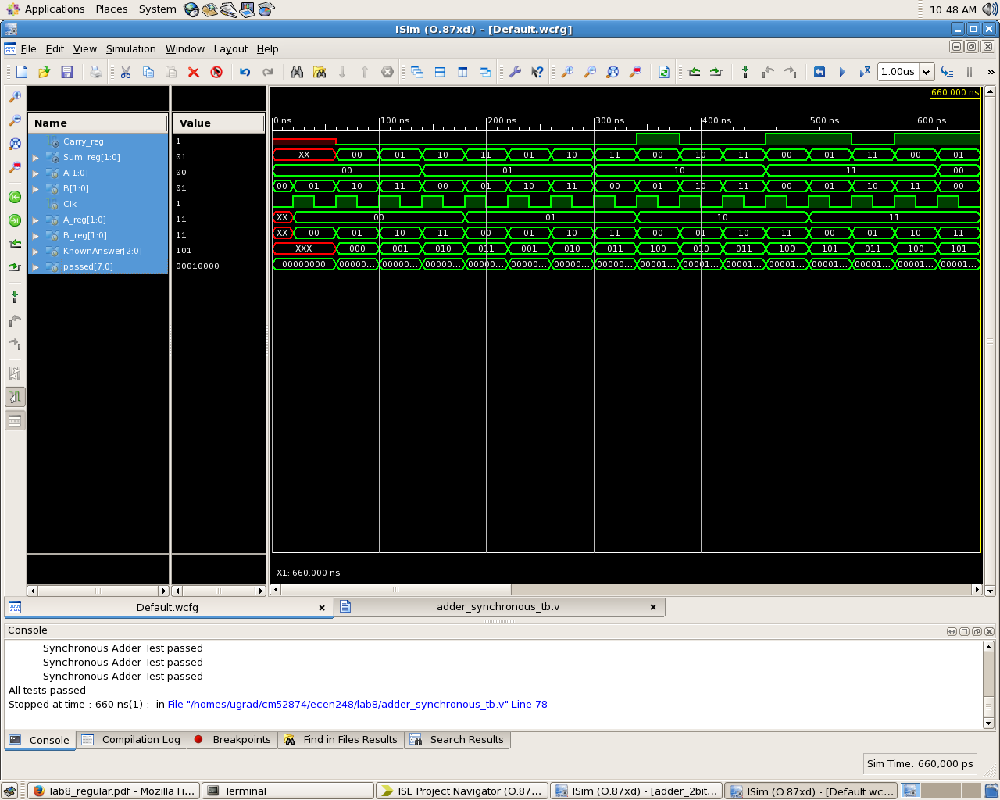 Applications Places System 10:48 AM
ISim (O.87xd) - [Default.wcfg]
File Edit View Simulation Window Layout Help
1.00us »
660.000 ns
Name Value 0 ns 100 ns 200 ns 300 ns 400 ns 500 ns 600 ns
Carry_reg 1
Sum_reg[1:0] 01 XX 00 01 10 11 01 10 11 00 10 11 00 01 11 00 01
A[1:0] 00 00 01 10 11 00
B[1:0] 01 00 01 10 11 00 01 10 11 00 01 10 11 00 01 10 11 00
Clk 1
A_reg[1:0] 11 XX 00 01 10 11
B_reg[1:0] 11 XX 00 01 10 11 00 01 10 11 00 01 10 11 00 01 10 11
KnownAnswer[2:0] 101 XXX 000 001 010 011 001 010 011 100 010 011 100 101 011 100 101
passed[7:0] 00010000 00000000 00000... 00000... 00000... 00000... 00000... 00000... 00000... 00001... 00001... 00001... 00001... 00001... 00001... 00001... 00001...
X1: 660.000 ns
Default.wcfg adder_synchronous_tb.v
Console
Synchronous Adder Test passed
Synchronous Adder Test passed
Synchronous Adder Test passed
All tests passed
Stopped at time : 660 ns(1) : in File "/homes/ugrad/cm52874/ecen248/lab8/adder_synchronous_tb.v" Line 78
Console Compilation Log Breakpoints Find in Files Results Search Results
Sim Time: 660,000 ps
lab8_regular.pdf - Mozilla Fi... Terminal ISE Project Navigator (O.87... ISim (O.87xd) - [adder_2bit... ISim (O.87xd) - [Default.wc...